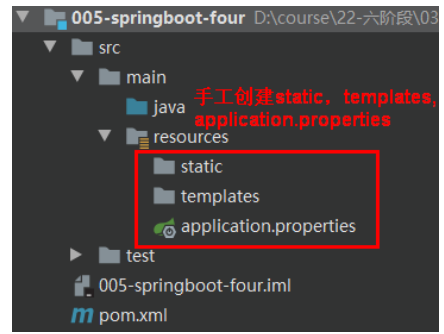 005-springboot-four D:\course\22-六阶段\03
src
main
java 手工创建static，templates,
application.properties
resources
static
templates
application.properties
test
005-springboot-four.iml
m pom.xml